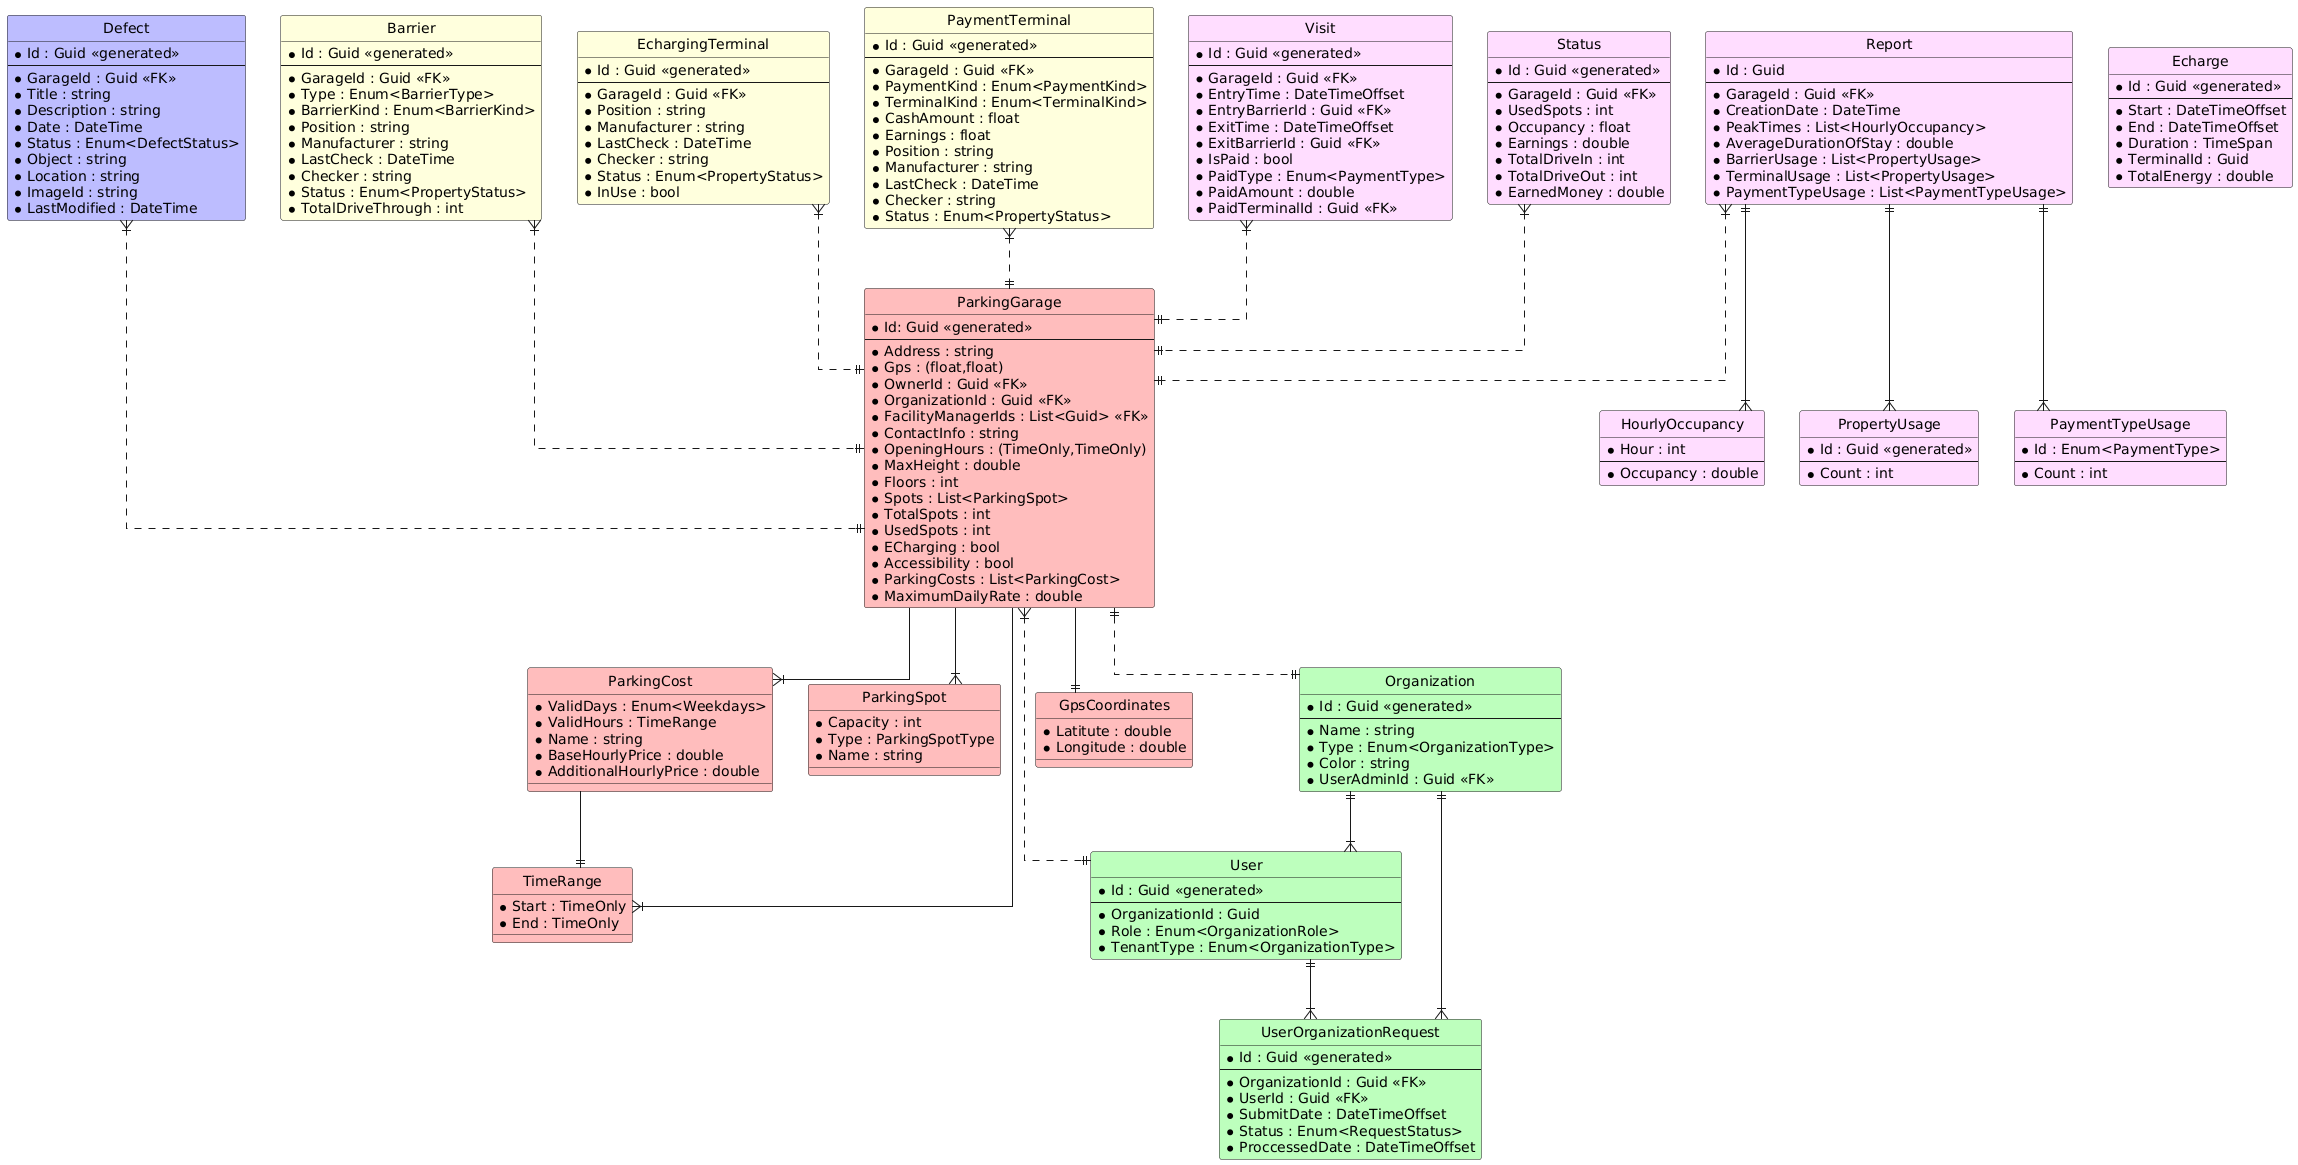 Defect
Id : Guid «generated»
GarageId : Guid «FK»
Title : string
Description : string
Date : DateTime
Status : Enum<DefectStatus>
Object : string
Location : string
ImageId : string
LastModified : DateTime
Barrier
Id : Guid «generated»
GarageId : Guid «FK»
Type : Enum<BarrierType>
BarrierKind : Enum<BarrierKind>
Position : string
Manufacturer : string
LastCheck : DateTime
Checker : string
Status : Enum<PropertyStatus>
TotalDriveThrough : int
EchargingTerminal
Id : Guid «generated»
GarageId : Guid «FK»
Position : string
Manufacturer : string
LastCheck : DateTime
Checker : string
Status : Enum<PropertyStatus>
InUse : bool
PaymentTerminal
Id : Guid «generated»
GarageId : Guid «FK»
PaymentKind : Enum<PaymentKind>
TerminalKind : Enum<TerminalKind>
CashAmount : float
Earnings : float
Position : string
Manufacturer : string
LastCheck : DateTime
Checker : string
Status : Enum<PropertyStatus>
Visit
Id : Guid «generated»
GarageId : Guid «FK»
EntryTime : DateTimeOffset
EntryBarrierId : Guid «FK»
ExitTime : DateTimeOffset
ExitBarrierId : Guid «FK»
IsPaid : bool
PaidType : Enum<PaymentType>
PaidAmount : double
PaidTerminalId : Guid «FK»
Status
Id : Guid «generated»
GarageId : Guid «FK»
UsedSpots : int
Occupancy : float
Earnings : double
TotalDriveIn : int
TotalDriveOut : int
EarnedMoney : double
Report
Id : Guid
GarageId : Guid «FK»
CreationDate : DateTime
PeakTimes : List<HourlyOccupancy>
AverageDurationOfStay : double
BarrierUsage : List<PropertyUsage>
TerminalUsage : List<PropertyUsage>
PaymentTypeUsage : List<PaymentTypeUsage>
Echarge
Id : Guid «generated»
Start : DateTimeOffset
End : DateTimeOffset
Duration : TimeSpan
TerminalId : Guid
TotalEnergy : double
ParkingGarage
Id: Guid «generated»
Address : string
Gps : (float,float)
OwnerId : Guid «FK»
OrganizationId : Guid «FK»
FacilityManagerIds : List<Guid> «FK»
ContactInfo : string
OpeningHours : (TimeOnly,TimeOnly)
MaxHeight : double
Floors : int
Spots : List<ParkingSpot>
TotalSpots : int
UsedSpots : int
ECharging : bool
Accessibility : bool
ParkingCosts : List<ParkingCost>
MaximumDailyRate : double
HourlyOccupancy
Hour : int
Occupancy : double
PropertyUsage
Id : Guid «generated»
Count : int
PaymentTypeUsage
Id : Enum<PaymentType>
Count : int
ParkingCost
ValidDays : Enum<Weekdays>
ValidHours : TimeRange
Name : string
BaseHourlyPrice : double
AdditionalHourlyPrice : double
ParkingSpot
Capacity : int
Type : ParkingSpotType
Name : string
GpsCoordinates
Latitute : double
Longitude : double
Organization
Id : Guid «generated»
Name : string
Type : Enum<OrganizationType>
Color : string
UserAdminId : Guid «FK»
TimeRange
Start : TimeOnly
End : TimeOnly
User
Id : Guid «generated»
OrganizationId : Guid
Role : Enum<OrganizationRole>
TenantType : Enum<OrganizationType>
UserOrganizationRequest
Id : Guid «generated»
OrganizationId : Guid «FK»
UserId : Guid «FK»
SubmitDate : DateTimeOffset
Status : Enum<RequestStatus>
ProccessedDate : DateTimeOffset